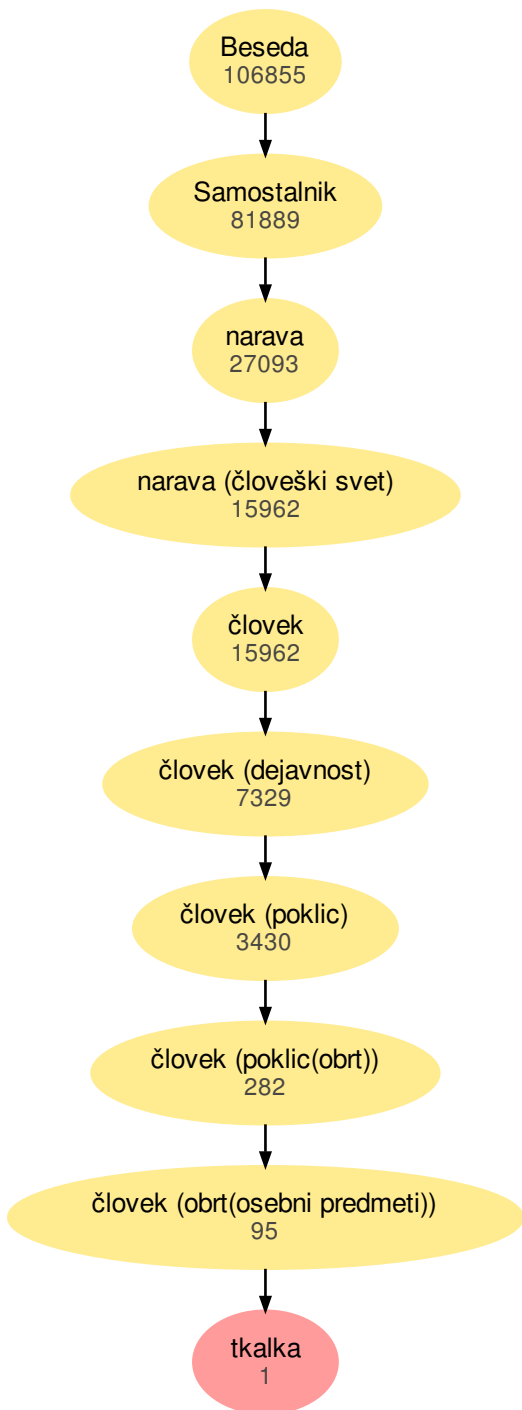 Beseda
106855
Samostalnik
81889
narava
27093
narava (človeški svet)
15962
človek
15962
človek (dejavnost)
7329
človek (poklic)
3430
človek (poklic(obrt))
282
človek (obrt(osebni predmeti))
95
tkalka
1